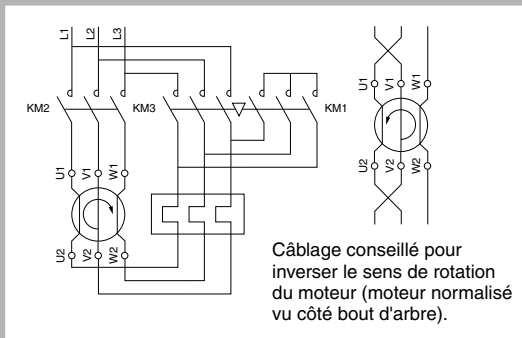 L1 L2 L3
KM2 KM3 KM1
U1 V1 W1
U2 V2 W2
U1 V1 W1
U2 V2 W2
Câblage conseillé pour
inverser le sens de rotation
du moteur (moteur normalisé
vu côté bout d'arbre).